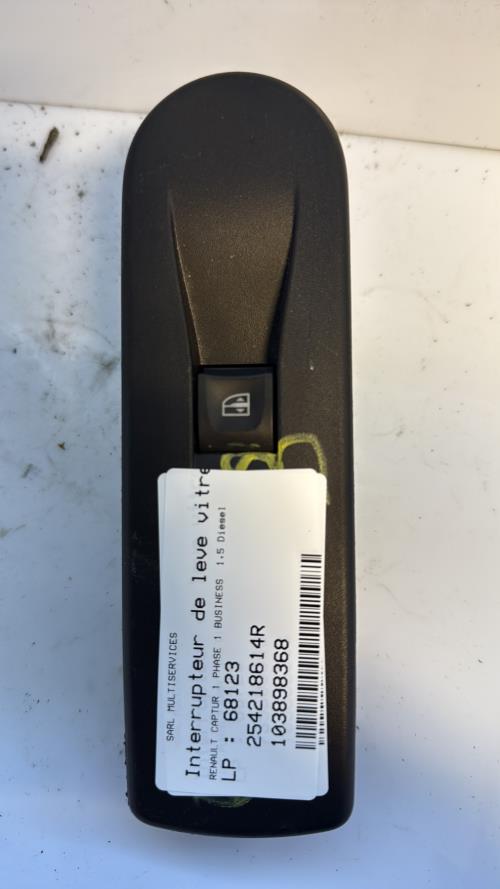 SARL MULTISERVICES
Interrupteur de leve vitre
RENAULT CAPTUR 1 PHASE 1 BUSINESS 1.5 Diesel
LP : 68123
254218614R
103898368